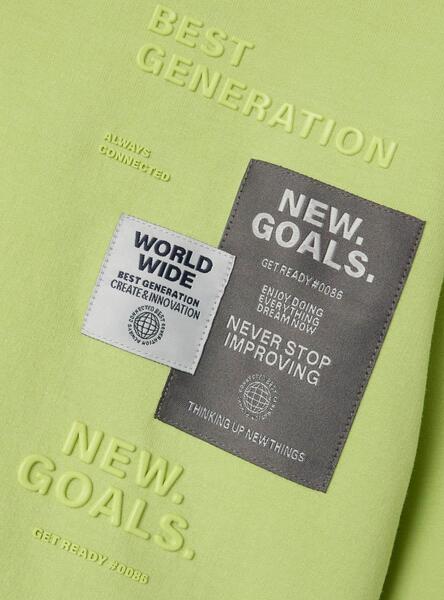 BEST
GENERATION
ALWAYS
CONNECTED
NEW.
GOALS.
GET READY #0086
ENJOY DOING
EVERYTHING
DREAM NOW
NEVER STOP
IMPROVING
THINKING UP NEW THINGS
WORLD
WIDE
BEST GENERATION
CREATE & INNOVATION
NEW.
GOALS.
GET READY #0086